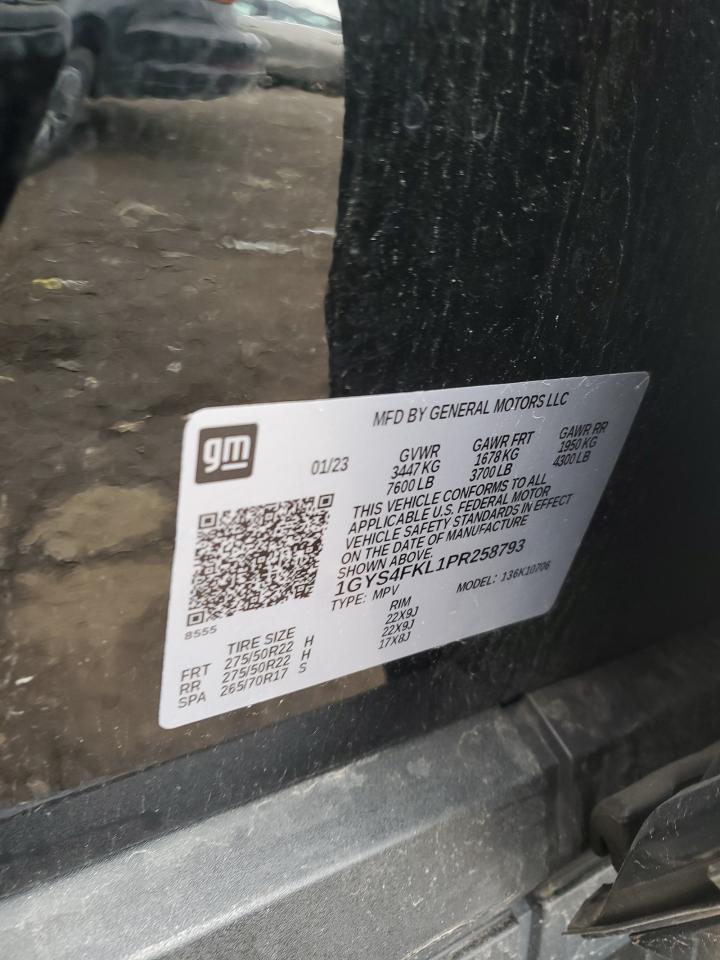 MFD BY GENERAL MOTORS LLC
gm
01/23
GVWR GAWR FRT GAWR RR
3447 KG 1678 KG 1950 KG
7600 LB 3700 LB 4300 LB
THIS VEHICLE CONFORMS TO ALL
APPLICABLE U.S. FEDERAL MOTOR
VEHICLE SAFETY STANDARDS IN EFFECT
ON THE DATE OF MANUFACTURE
SHOWN ABOVE.
1GYS4FKL1PR258793
TYPE: MPV MODEL: 136K10706
8555
TIRE SIZE RIM
FRT 275/50R22 H 22X9J
RR 275/50R22 H 22X9J
SPA 265/70R17 S 17X8J